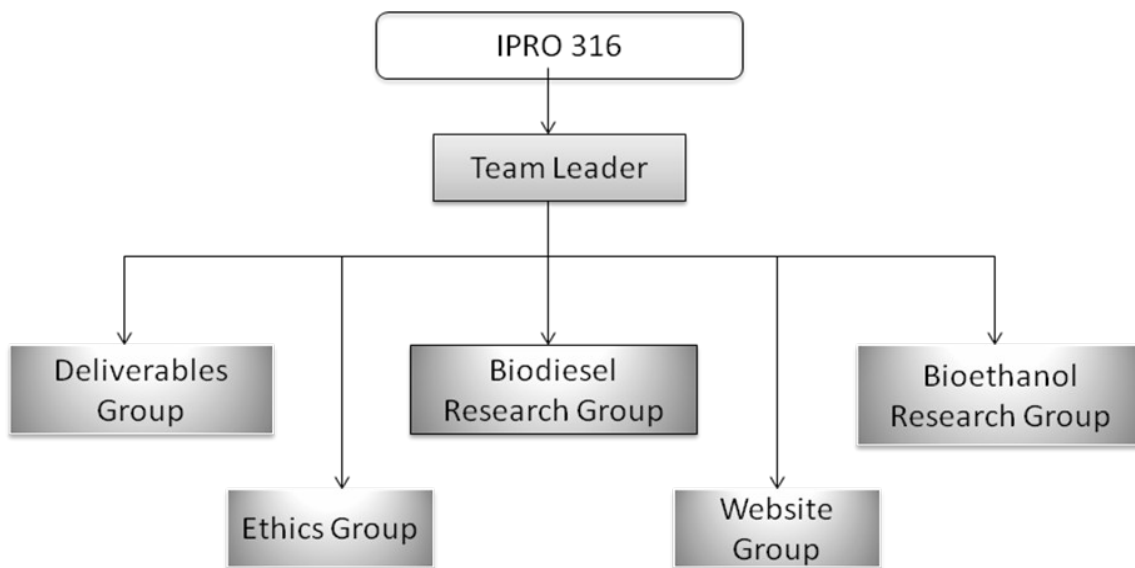 IPRO 316
Team Leader
Deliverables
Group
Biodiesel
Research Group
Bioethanol
Research Group
Ethics Group
Website
Group